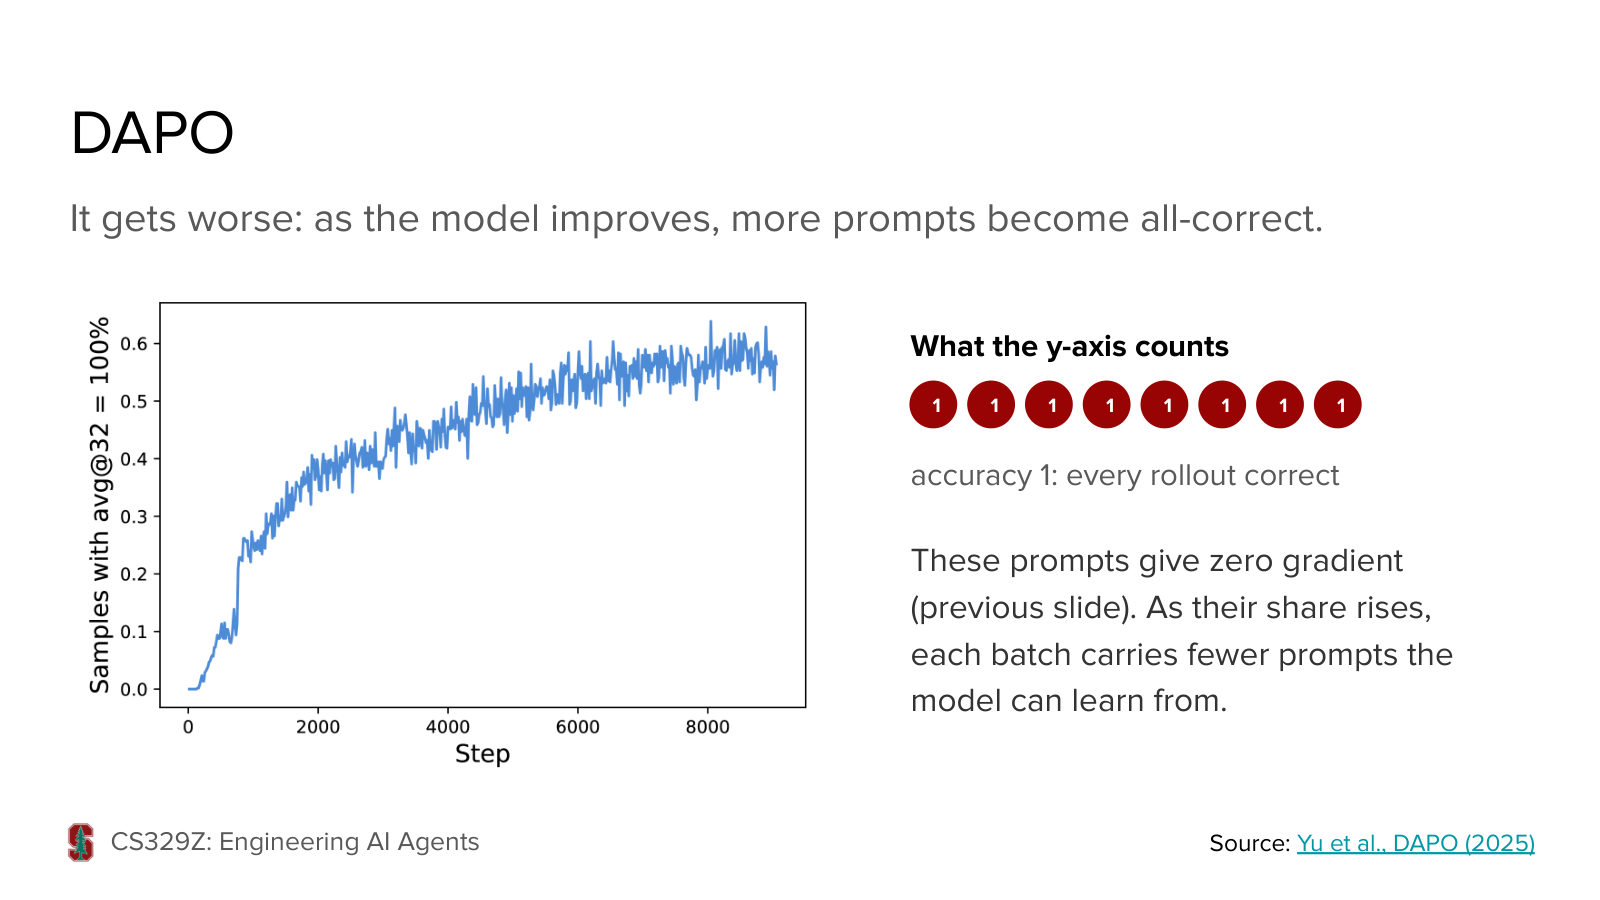 DAPO
It gets worse: as the model improves, more prompts become all-correct.
Samples with avg@32 = 100%
0.6
0.5
0.4
0.3
0.2
0.1
0.0
0 2000 4000 6000 8000
Step
What the y-axis counts
1 1 1 1 1 1 1 1
accuracy 1: every rollout correct
These prompts give zero gradient
(previous slide). As their share rises,
each batch carries fewer prompts the
model can learn from.
CS329Z: Engineering AI Agents
Source: Yu et al., DAPO (2025)